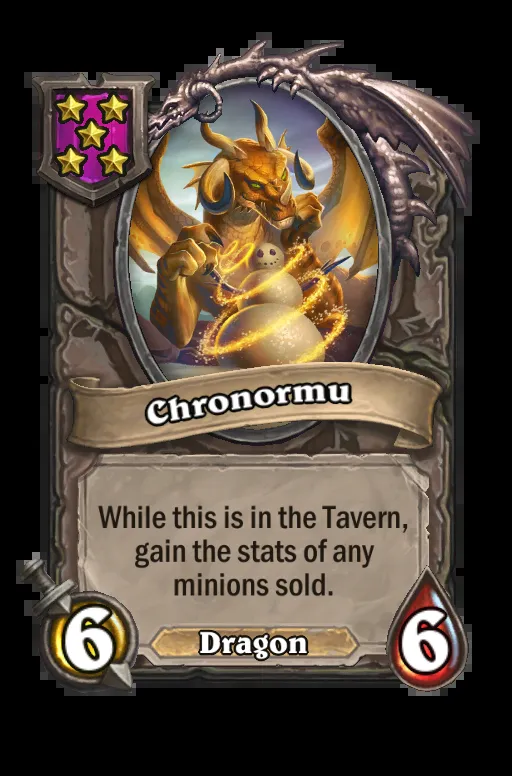 Chronormu
While this is in the Tavern,
gain the stats of any
minions sold.
6
Dragon
6